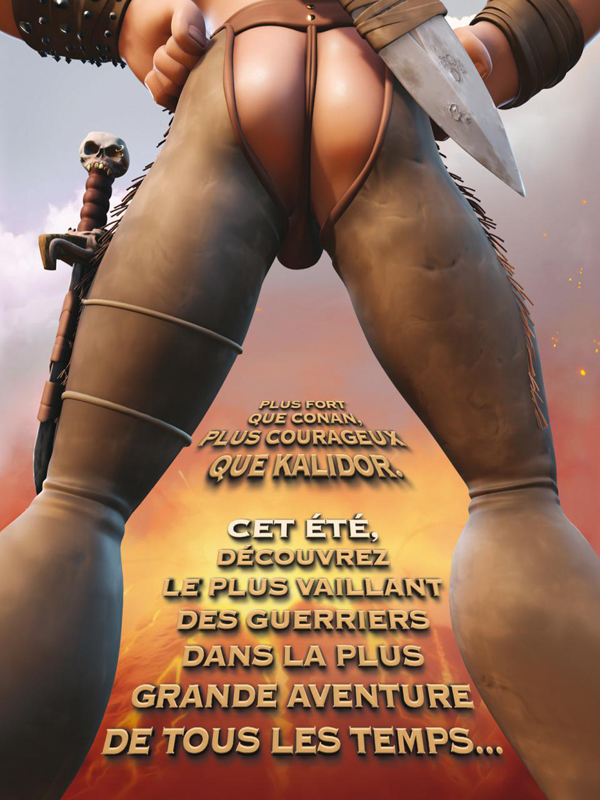 PLUS FORT
QUE CONAN,
PLUS COURAGEUX
QUE KALIDOR.
CET ÉTÉ,
DÉCOUVREZ
LE PLUS VAILLANT
DES GUERRIERS
DANS LA PLUS
GRANDE AVENTURE
DE TOUS LES TEMPS...